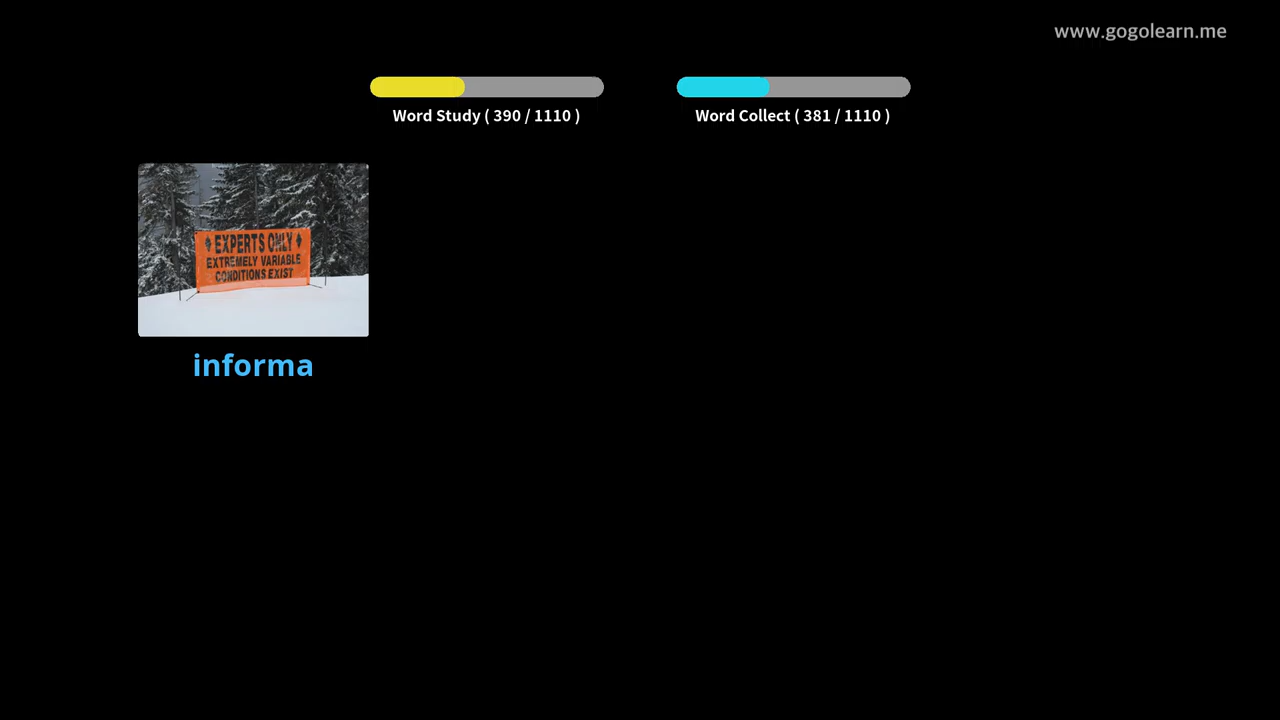 www.gogolearn.me
Word Study ( 390 / 1110 )
Word Collect ( 381 / 1110 )
EXPERTS ONLY
EXTREMELY VARIABLE
CONDITIONS EXIST
informa